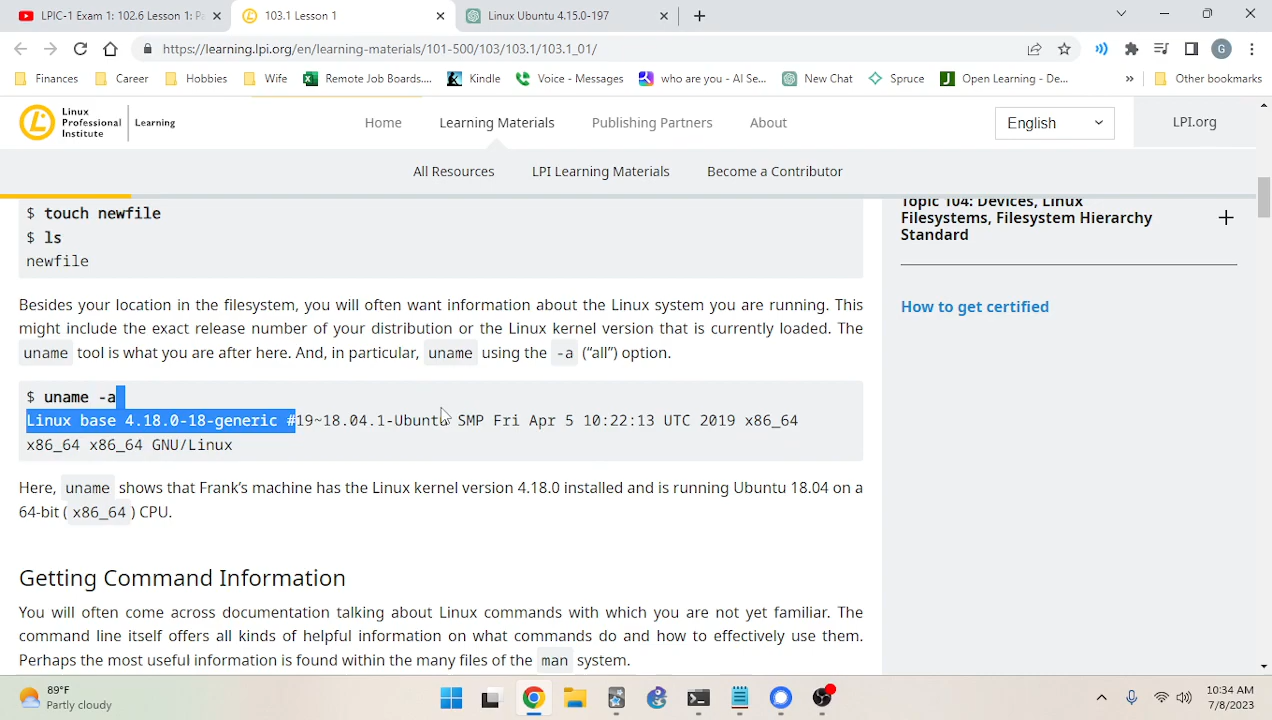 LPIC-1 Exam 1: 102.6 Lesson 1: Pa
103.1 Lesson 1
Linux Ubuntu 4.15.0-197
https://learning.lpi.org/en/learning-materials/101-500/103/103.1/103.1_01/
G
Finances
Career
Hobbies
Wife
Remote Job Boards....
Kindle
Voice - Messages
who are you - AI Se...
New Chat
Spruce
Open Learning - De...
»
Other bookmarks
Linux
Professional
Institute
Learning
Home
Learning Materials
Publishing Partners
About
English
LPI.org
All Resources
LPI Learning Materials
Become a Contributor
$ touch newfile
$ ls
newfile
Besides your location in the filesystem, you will often want information about the Linux system you are running. This
might include the exact release number of your distribution or the Linux kernel version that is currently loaded. The
uname tool is what you are after here. And, in particular, uname using the -a (“all”) option.
$ uname -a
Linux base 4.18.0-18-generic #19~18.04.1-Ubuntu SMP Fri Apr 5 10:22:13 UTC 2019 x86_64
x86_64 x86_64 GNU/Linux
Here, uname shows that Frank’s machine has the Linux kernel version 4.18.0 installed and is running Ubuntu 18.04 on a
64-bit (x86_64) CPU.
Getting Command Information
You will often come across documentation talking about Linux commands with which you are not yet familiar. The
command line itself offers all kinds of helpful information on what commands do and how to effectively use them.
Perhaps the most useful information is found within the many files of the man system.
Topic 104: Devices, Linux
Filesystems, Filesystem Hierarchy
Standard
How to get certified
89°F
Partly cloudy
10:34 AM
7/8/2023